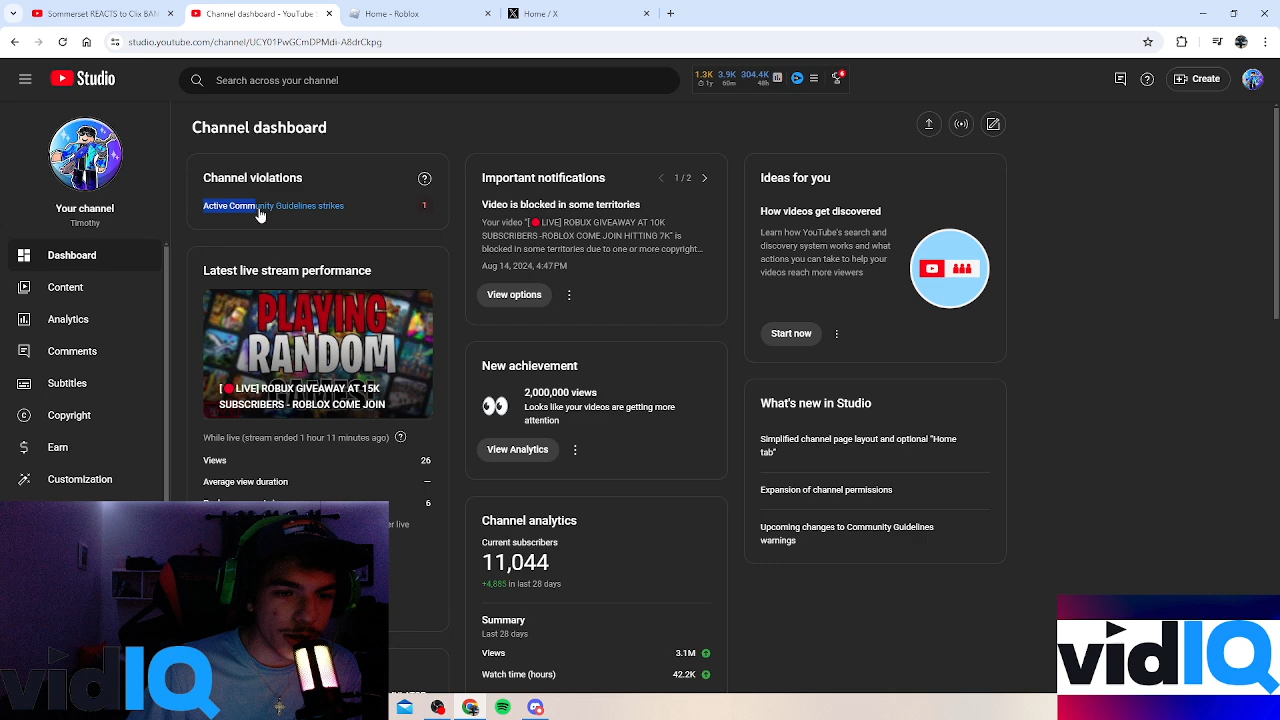 Somerset REACTS to Clix BAN
Channel dashboard - YouTube
Home - Roblox
Home / X
studio.youtube.com/channel/UCY01PwGCmDPMdi-AdrCkpg
Studio
Search across your channel
1.3K 3.9K 304.4K
1y 60m 48h
6
Create
Your channel
Timothy
Dashboard
Content
Analytics
Comments
Subtitles
Copyright
Earn
Customization
Channel dashboard
Channel violations
Active Community Guidelines strikes 1
PLAYING
RANDOM
GAMES!
[🔴LIVE] ROBUX GIVEAWAY AT 15K
SUBSCRIBERS - ROBLOX COME JOIN
While live (stream ended 1 hour 11 minutes ago)
Views 26
Average view duration —
6
Important notifications 1 / 2
Video is blocked in some territories
Your video "[🔴LIVE] ROBUX GIVEAWAY AT 10K
SUBSCRIBERS-ROBLOX COME JOIN HITTING 7K" is
blocked in some territories due to one or more copyright...
Aug 14, 2024, 4:47 PM
View options
New achievement
2,000,000 views
Looks like your videos are getting more
attention
View Analytics
Channel analytics
Current subscribers
11,044
+4,885 in last 28 days
Summary
Last 28 days
Views 3.1M
Watch time (hours) 42.2K
Ideas for you
How videos get discovered
Learn how YouTube's search and
discovery system works and what
actions you can take to help your
videos reach more viewers
Start now
What's new in Studio
Simplified channel page layout and optional "Home
tab"
Expansion of channel permissions
Upcoming changes to Community Guidelines
warnings
vidIQ
vidIQ